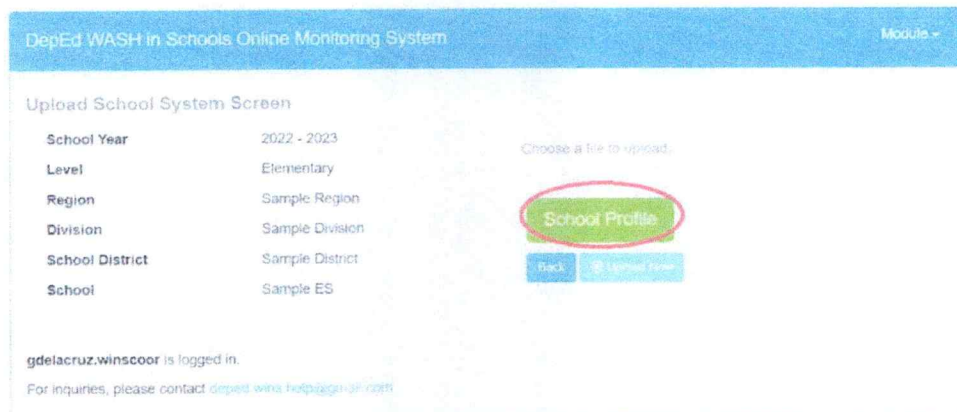 DepEd WASH in Schools Online Monitoring System
Module
Upload School System Screen
School Year 2022 - 2023
Level Elementary
Region Sample Region
Division Sample Division
School District Sample District
School Sample ES
Choose a file to upload.
School Profile
Back Upload Now
gdelacruz.winscoor is logged in.
For inquiries, please contact